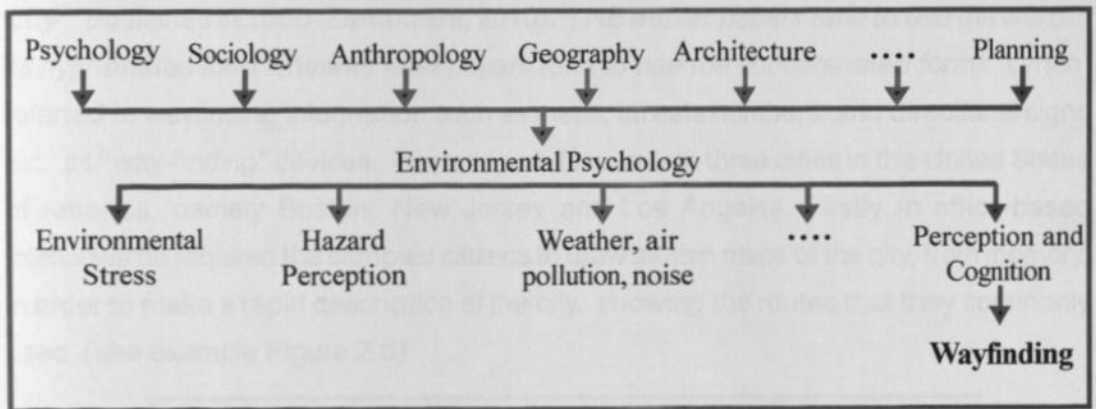 Psychology Sociology Anthropology Geography Architecture ..... Planning
Environmental Psychology
Environmental Stress
Hazard Perception
Weather, air pollution, noise
.....
Perception and Cognition
Wayfinding